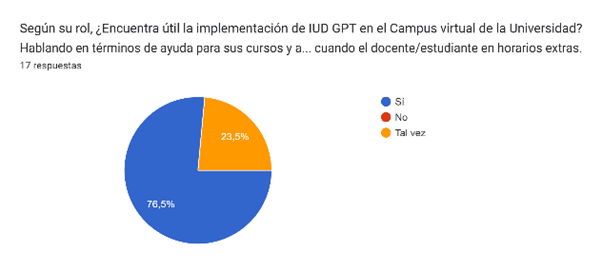 Según su rol, ¿Encuentra útil la implementación de IUD GPT en el Campus virtual de la Universidad?
Hablando en términos de ayuda para sus cursos y a... cuando el docente/estudiante en horarios extras.
17 respuestas
Sí
No
Tal vez
23,5%
76,5%